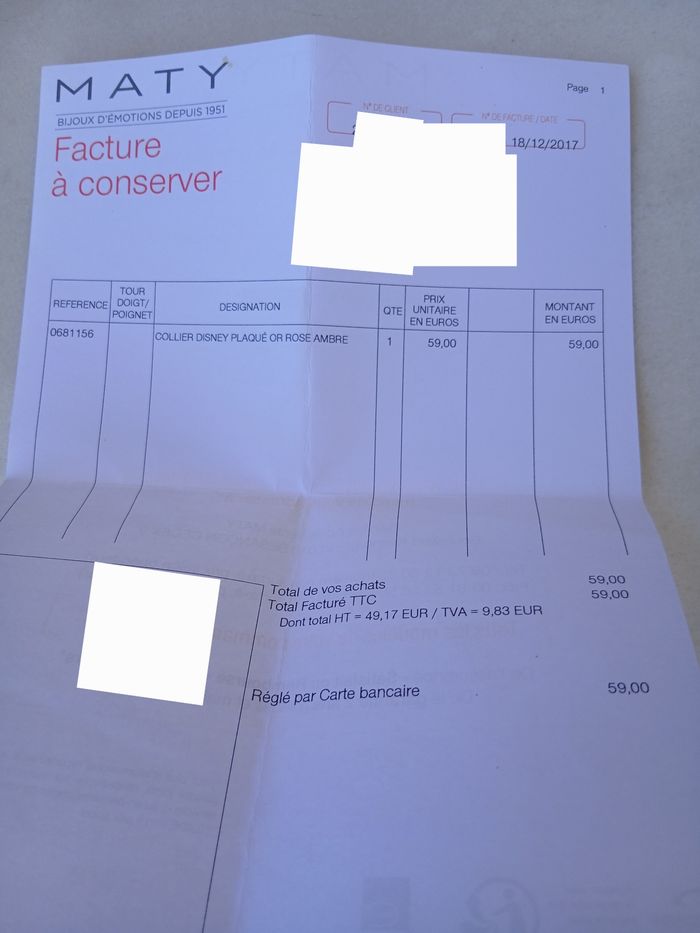 MATY
BIJOUX D'ÉMOTIONS DEPUIS 1951
Facture
à conserver
Page 1
N° DE CLIENT
N° DE FACTURE / DATE
18/12/2017
REFERENCE
TOUR
DOIGT/
POIGNET
DESIGNATION
QTE
PRIX
UNITAIRE
EN EUROS
MONTANT
EN EUROS
0681156 COLLIER DISNEY PLAQUÉ OR ROSE AMBRE 1 59,00 59,00
Total de vos achats 59,00
Total Facturé TTC 59,00
Dont total HT = 49,17 EUR / TVA = 9,83 EUR
Réglé par Carte bancaire 59,00